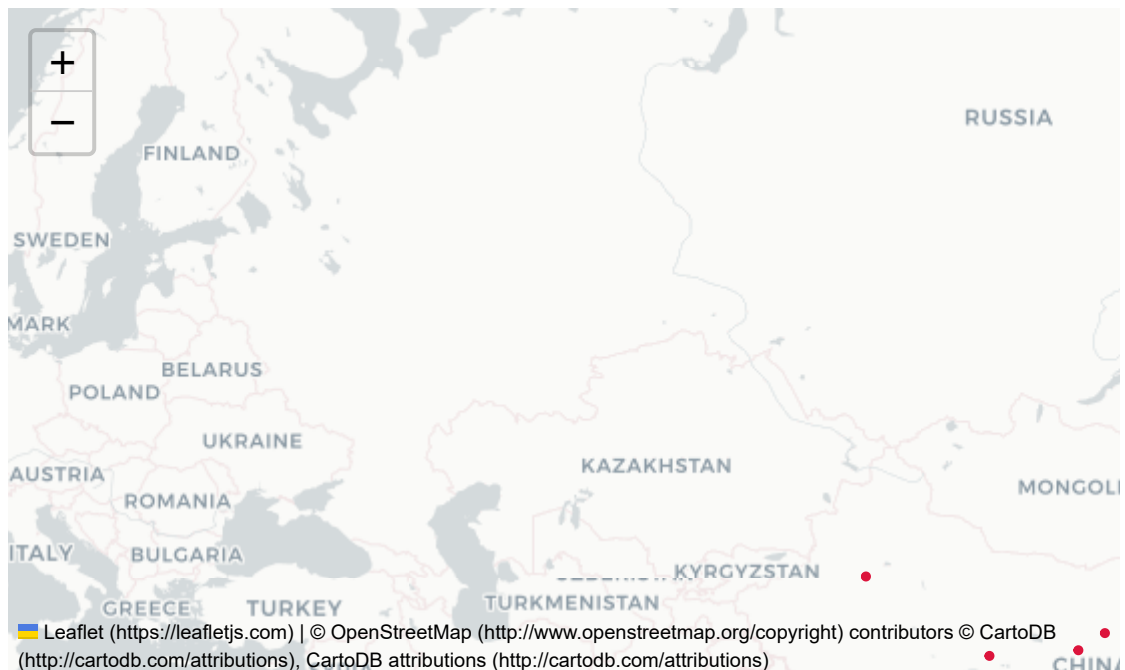 +
−
RUSSIA
FINLAND
SWEDEN
MARK
BELARUS
POLAND
UKRAINE
KAZAKHSTAN
AUSTRIA
MONGOLI
ROMANIA
ITALY
BULGARIA
KYRGYZSTAN
TURKMENISTAN
GREECE
TURKEY
Leaflet (https://leafletjs.com) | © OpenStreetMap (http://www.openstreetmap.org/copyright) contributors © CartoDB
(http://cartodb.com/attributions), CartoDB attributions (http://cartodb.com/attributions)
CHINA